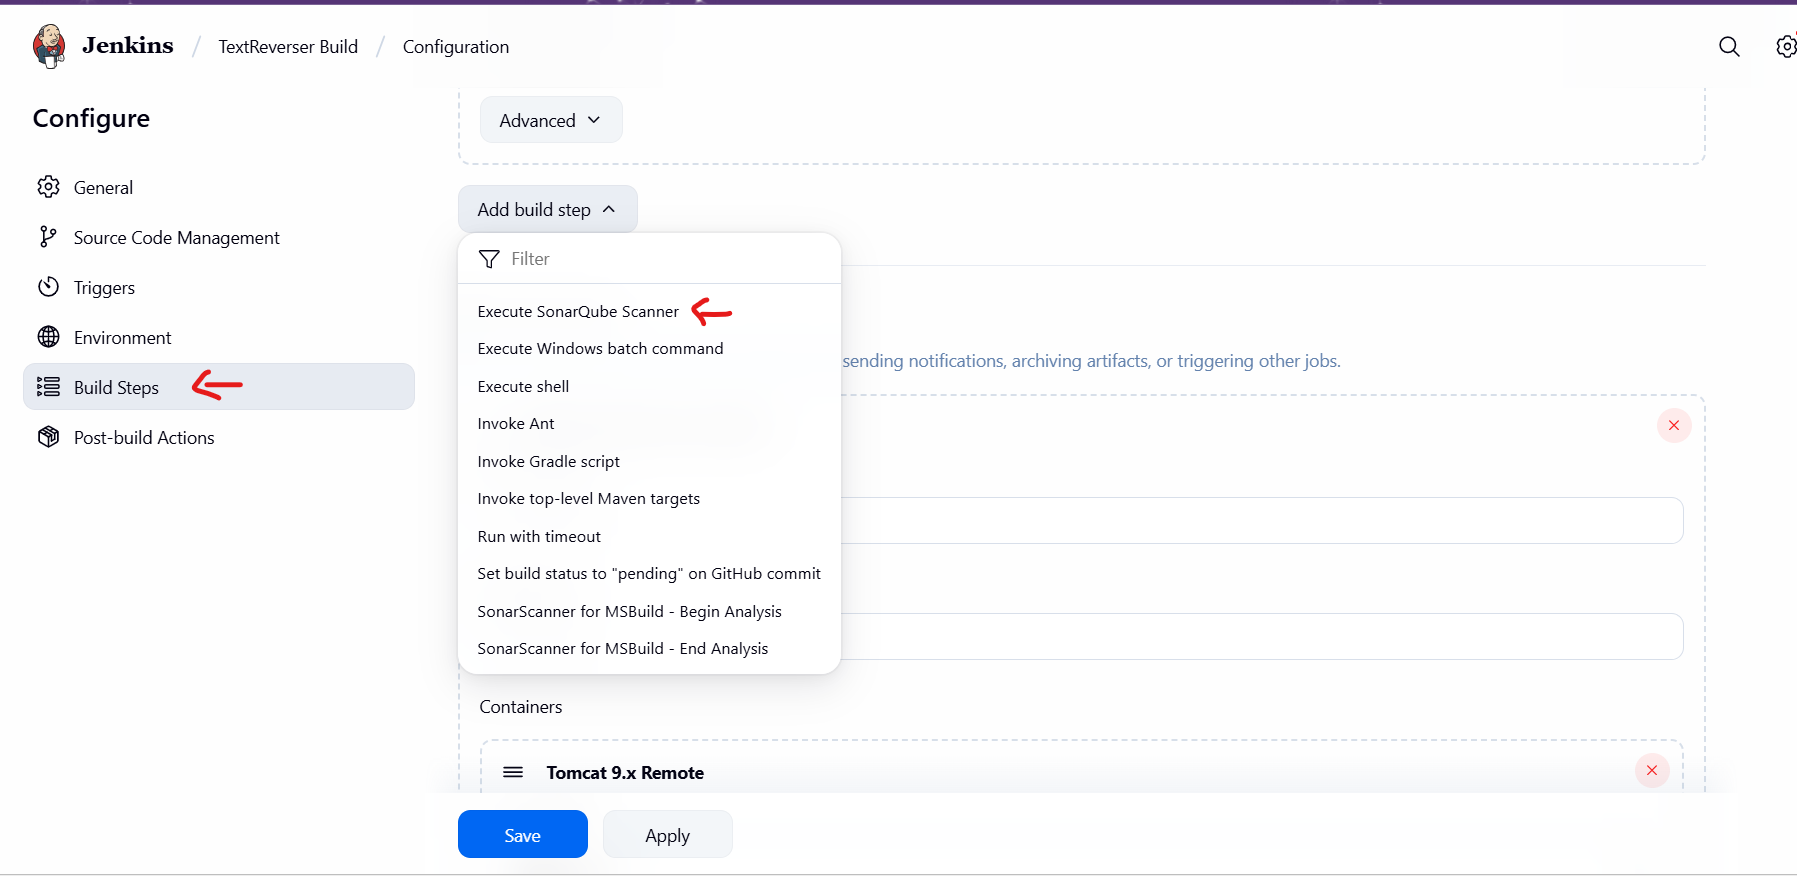 Jenkins / TextReverser Build / Configuration
Configure
General
Source Code Management
Triggers
Environment
Build Steps
Post-build Actions
Advanced
Add build step
Filter
Execute SonarQube Scanner
Execute Windows batch command
Execute shell
Invoke Ant
Invoke Gradle script
Invoke top-level Maven targets
Run with timeout
Set build status to "pending" on GitHub commit
SonarScanner for MSBuild - Begin Analysis
SonarScanner for MSBuild - End Analysis
sending notifications, archiving artifacts, or triggering other jobs.
Containers
Tomcat 9.x Remote
Save
Apply